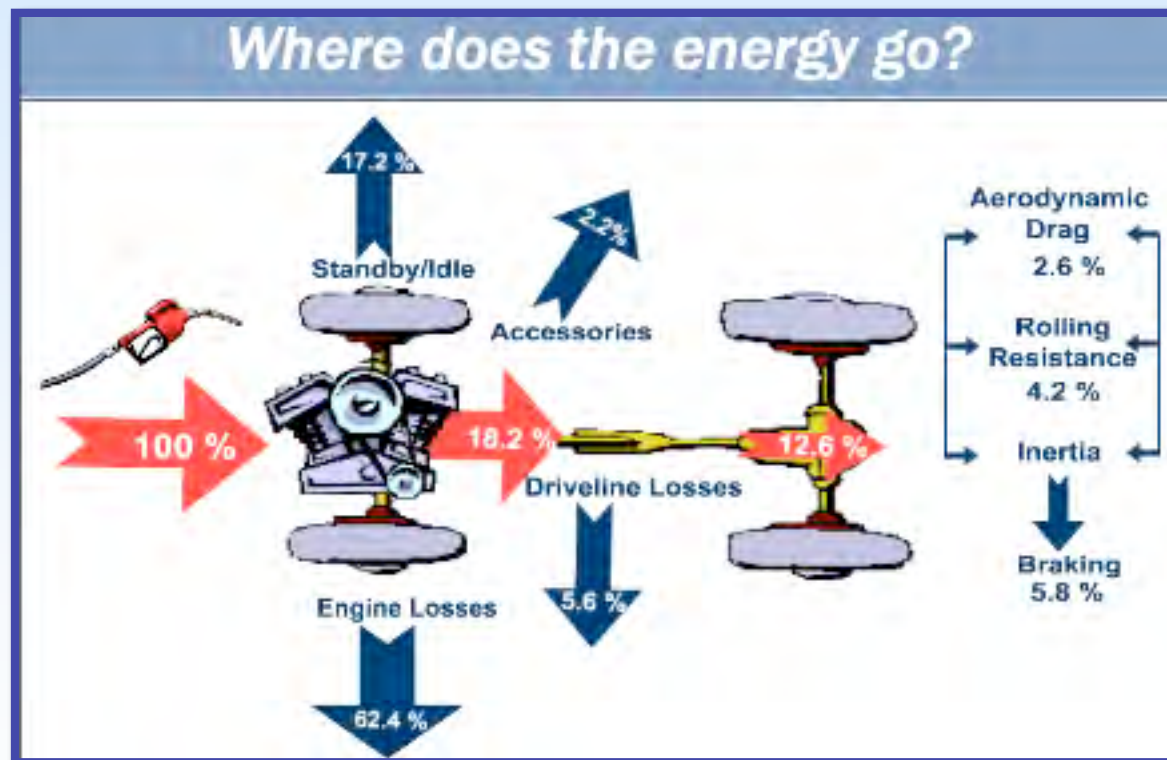 Where does the energy go?
17.2 %
Standby/Idle
2.2%
Accessories
100 %
18.2 %
12.6 %
Driveline Losses
5.6 %
Engine Losses
62.4 %
Aerodynamic
Drag
2.6 %
Rolling
Resistance
4.2 %
Inertia
Braking
5.8 %